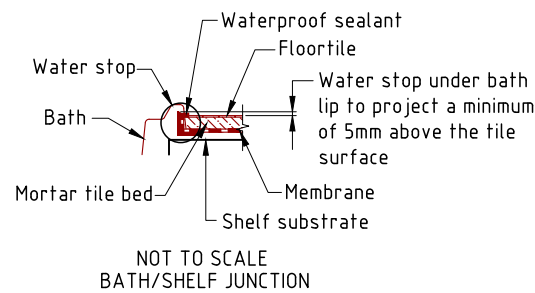 Waterproof sealant
Floortile
Water stop
Water stop under bath
lip to project a minimum
of 5mm above the tile
surface
Bath
Mortar tile bed
Membrane
Shelf substrate
NOT TO SCALE
BATH/SHELF JUNCTION